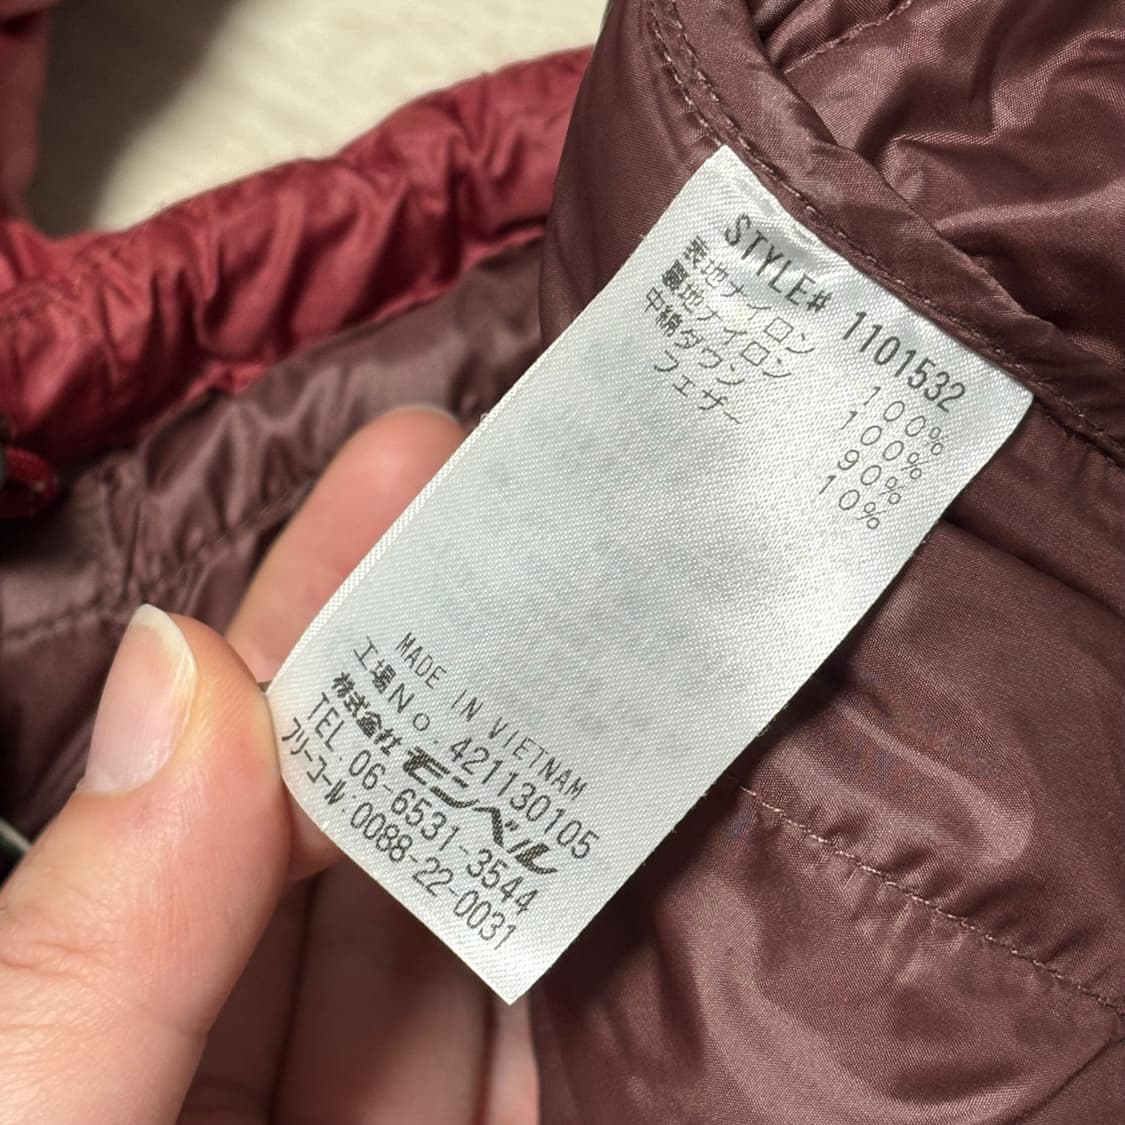 STYLE# 1101532
表地ナイロン 100%
裏地ナイロン 100%
中綿ダウン 90%
フェザー 10%
MADE IN VIETNAM
工場No. 421130105
株式会社 モンベル
TEL. 06-6531-3544
フリーコール 0088-22-0031